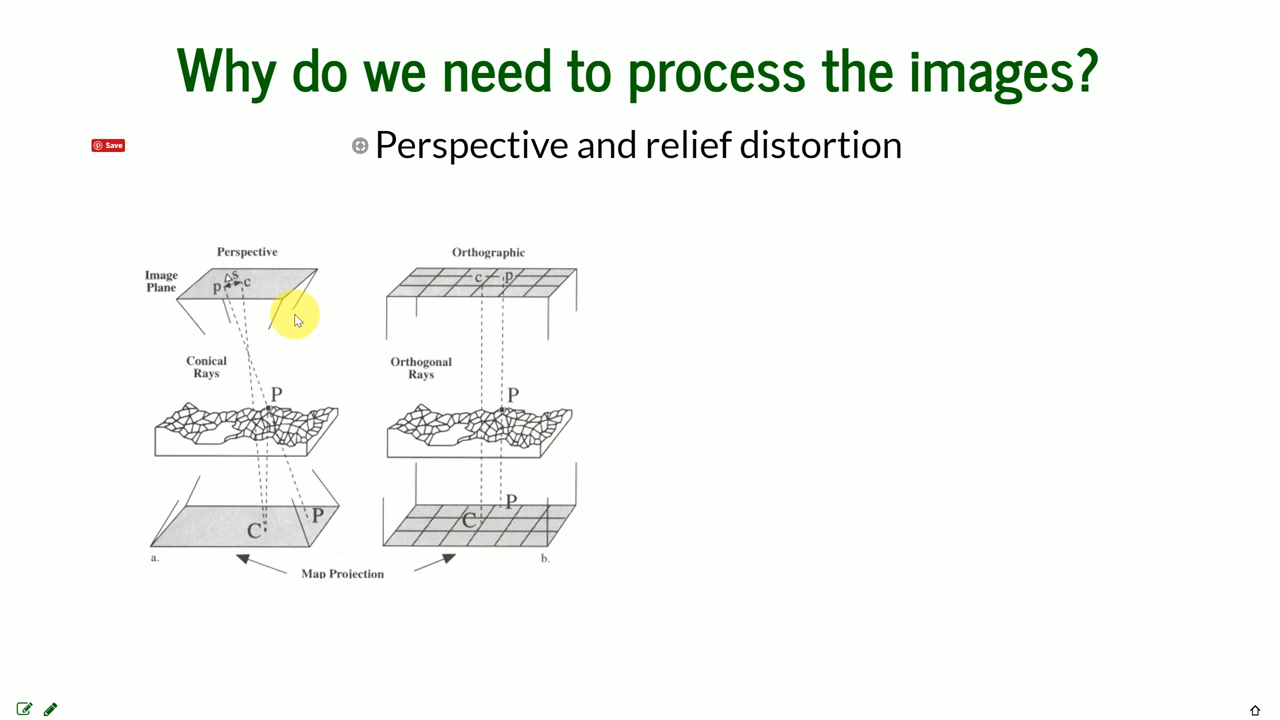 Why do we need to process the images?
Save
Perspective and relief distortion
Perspective
Image
Plane
Δs
p
c
Conical
Rays
P
C
P
a.
Orthographic
c
p
Orthogonal
Rays
P
P
C
b.
Map Projection